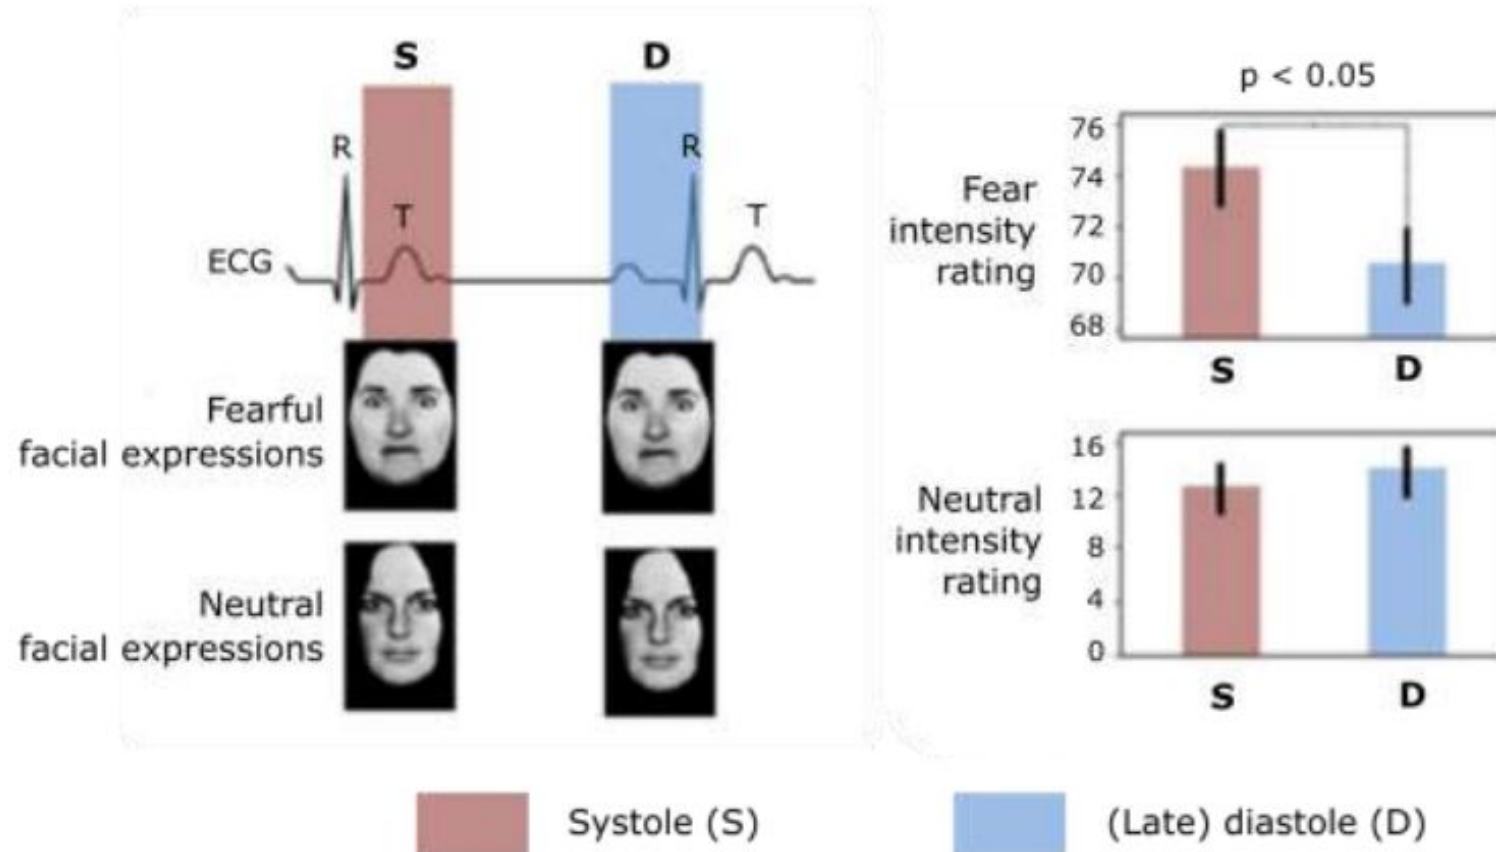 S
D
R
R
T
T
ECG
Fearful
facial expressions
Neutral
facial expressions
p < 0.05
Fear
intensity
rating
76
74
72
70
68
S
D
Neutral
intensity
rating
16
12
8
4
0
S
D
Systole (S)
(Late) diastole (D)